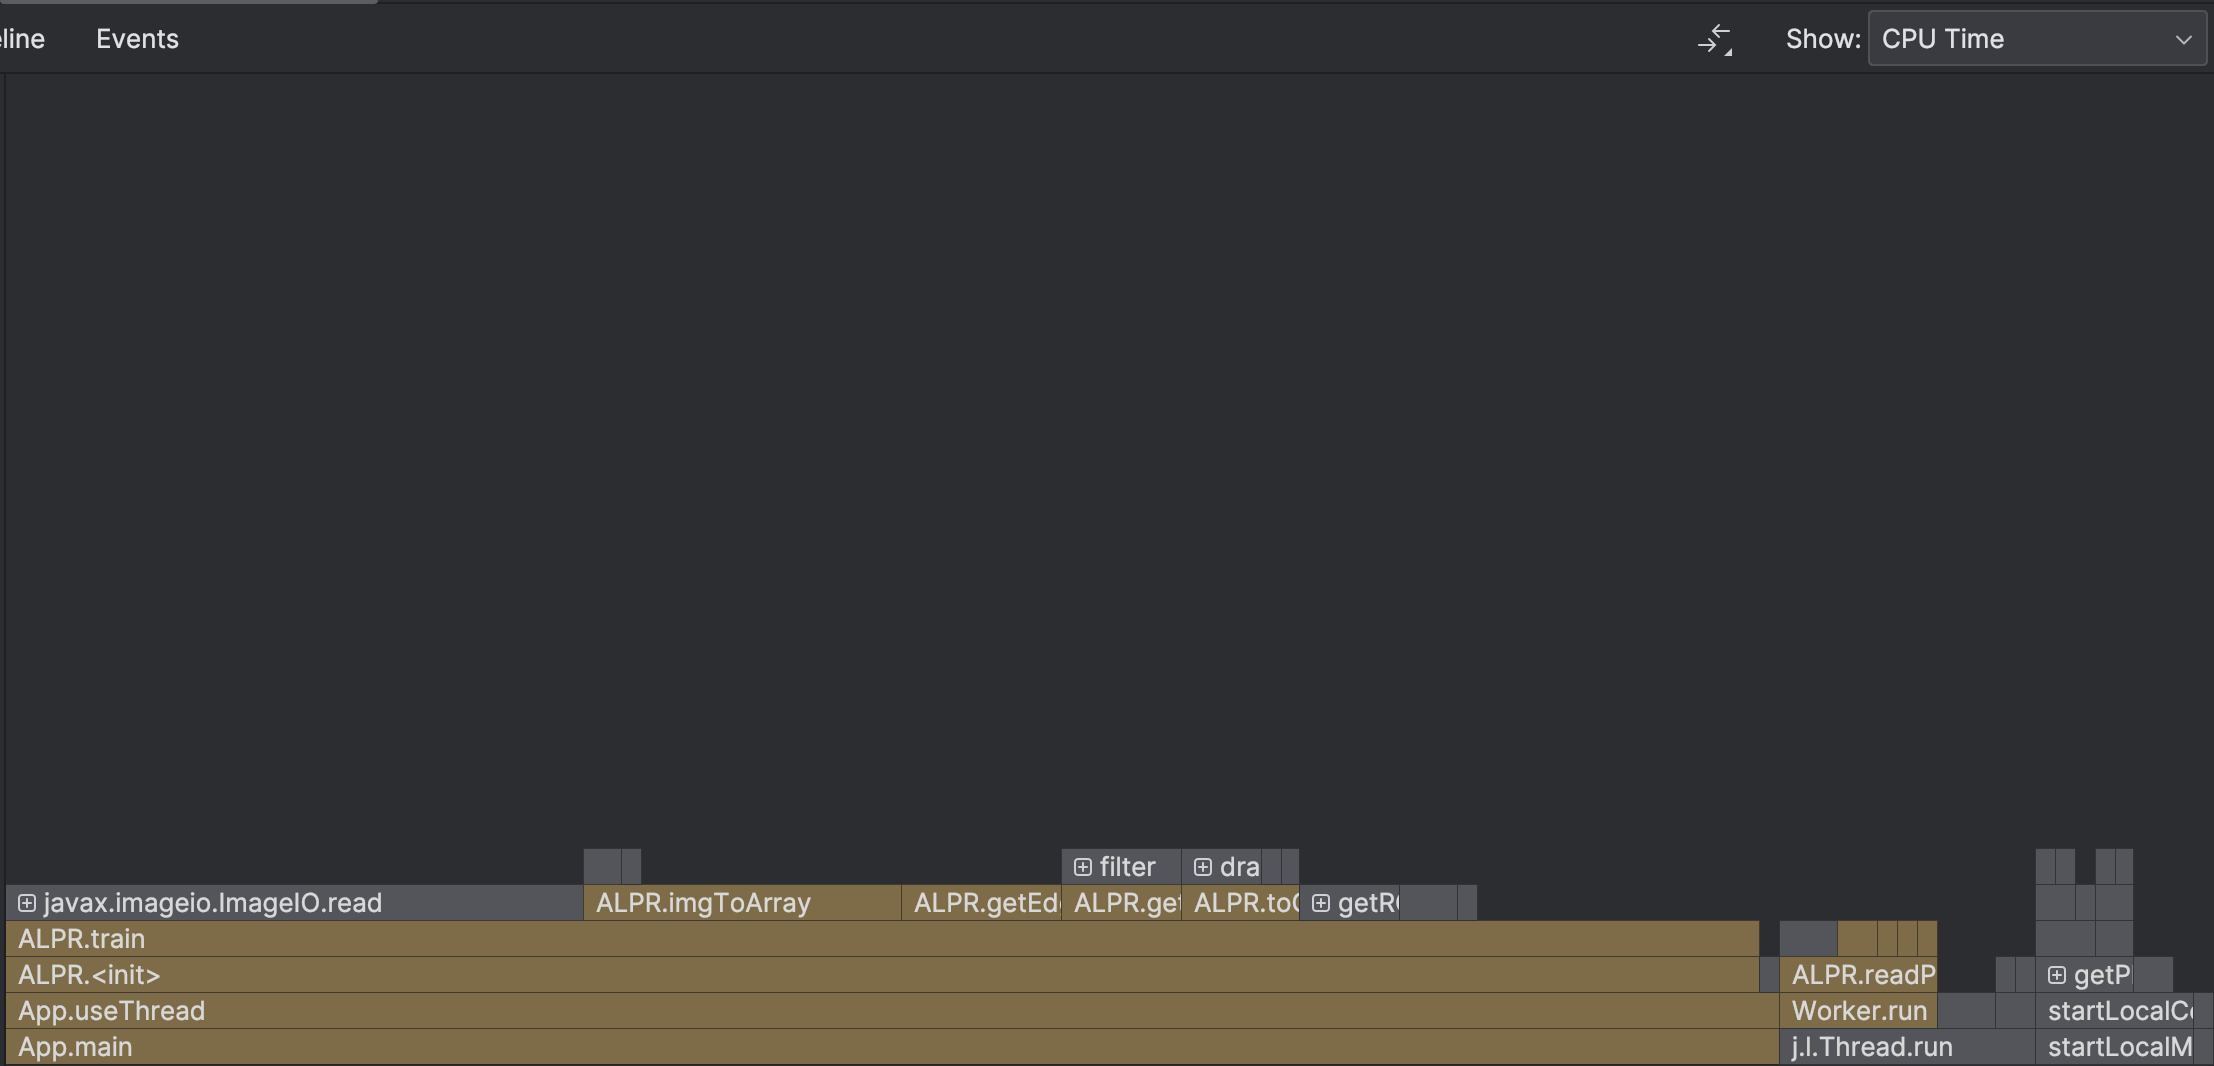 eline Events Show: CPU Time
filter dra
javax.imageio.ImageIO.read ALPR.imgToArray ALPR.getEd ALPR.get ALPR.to getR
ALPR.train
ALPR.<init> ALPR.readP getP
App.useThread Worker.run startLocalC
App.main j.l.Thread.run startLocalM